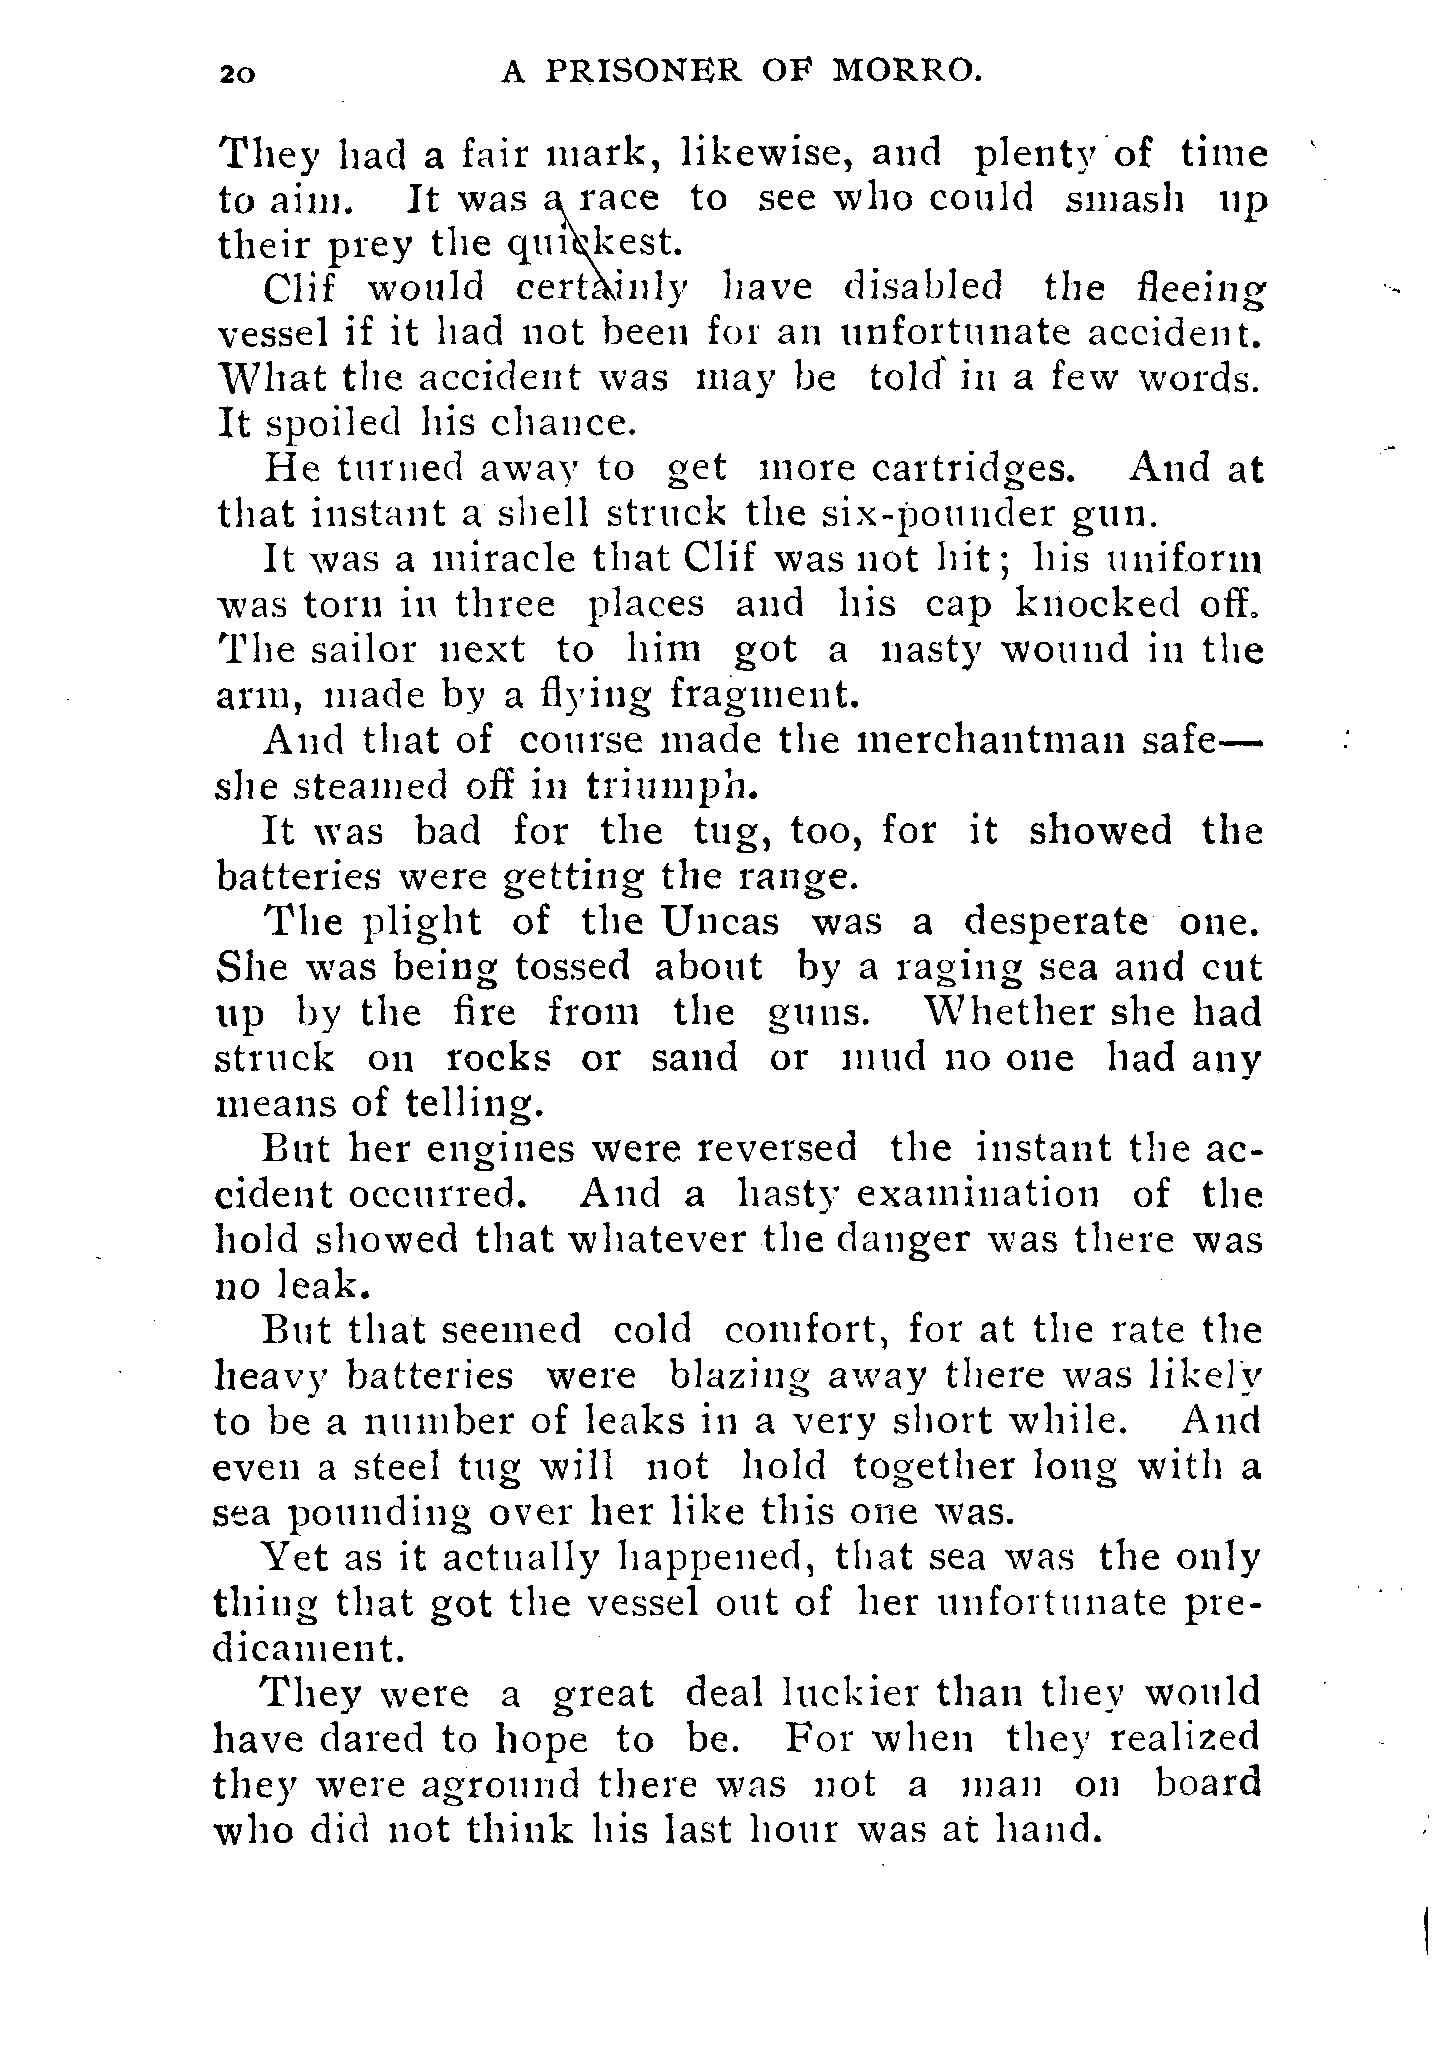 20 A PRISONER OF MORRO.
They had a fair mark, likewise, and plenty of time
to aim. It was a race to see who could smash up
their prey the quickest.
Clif would certainly have disabled the fleeing
vessel if it had not been for an unfortunate accident.
What the accident was may be told in a few words.
It spoiled his chance.
He turned away to get more cartridges. And at
that instant a shell struck the six-pounder gun.
It was a miracle that Clif was not hit; his uniform
was torn in three places and his cap knocked off.
The sailor next to him got a nasty wound in the
arm, made by a flying fragment.
And that of course made the merchantman safe—
she steamed off in triumph.
It was bad for the tug, too, for it showed the
batteries were getting the range.
The plight of the Uncas was a desperate one.
She was being tossed about by a raging sea and cut
up by the fire from the guns. Whether she had
struck on rocks or sand or mud no one had any
means of telling.
But her engines were reversed the instant the ac-
cident occurred. And a hasty examination of the
hold showed that whatever the danger was there was
no leak.
But that seemed cold comfort, for at the rate the
heavy batteries were blazing away there was likely
to be a number of leaks in a very short while. And
even a steel tug will not hold together long with a
sea pounding over her like this one was.
Yet as it actually happened, that sea was the only
thing that got the vessel out of her unfortunate pre-
dicament.
They were a great deal luckier than they would
have dared to hope to be. For when they realized
they were aground there was not a man on board
who did not think his last hour was at hand.